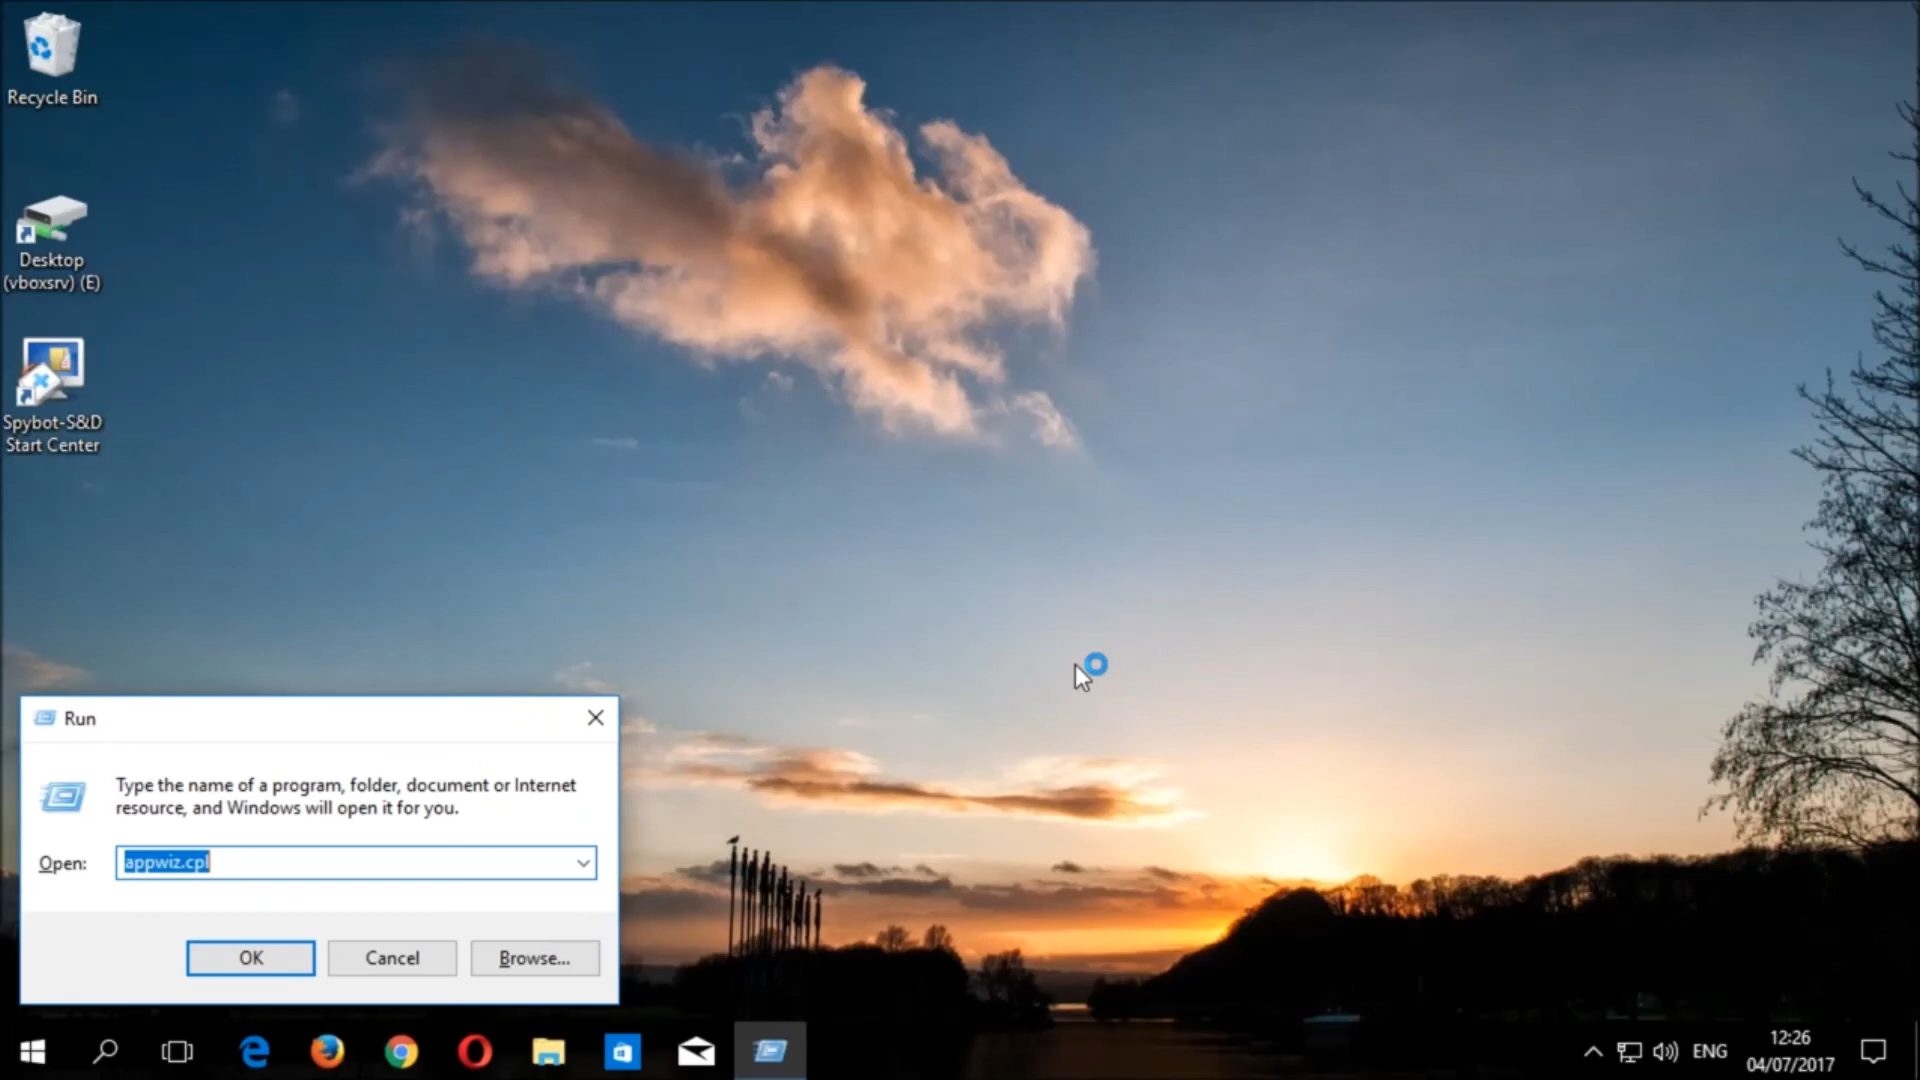 Recycle Bin
Desktop
(vboxsrv) (E)
Spybot-S&D
Start Center
Run
Type the name of a program, folder, document or Internet
resource, and Windows will open it for you.
Open:
appwiz.cpl
OK
Cancel
Browse...
ENG
12:26
04/07/2017